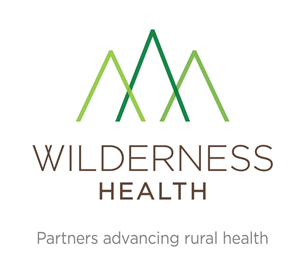 WILDERNESS
HEALTH
Partners advancing rural health